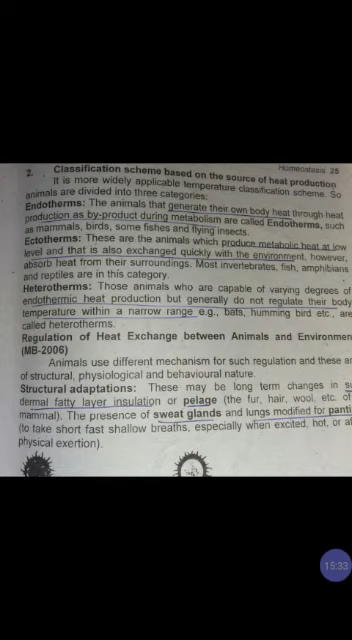 Homeostasis 25
2. Classification scheme based on the source of heat production
It is more widely applicable temperature classification scheme. So
animals are divided into three categories:
Endotherms: The animals that generate their own body heat through heat
production as by-product during metabolism are called Endotherms, such
as mammals, birds, some fishes and flying insects.
Ectotherms: These are the animals which produce metabolic heat at low
level and that is also exchanged quickly with the environment, however,
absorb heat from their surroundings. Most invertebrates, fish, amphibians
and reptiles are in this category.
Heterotherms: Those animals who are capable of varying degrees of
endothermic heat production but generally do not regulate their body
temperature within a narrow range e.g., bats, humming bird etc., are
called heterotherms.
Regulation of Heat Exchange between Animals and Environmen
(MB-2006)
Animals use different mechanism for such regulation and these ar
of structural, physiological and behavioural nature.
Structural adaptations: These may be long term changes in su
dermal fatty layer insulation or pelage (the fur, hair, wool, etc. of
mammal). The presence of sweat glands and lungs modified for panti
(to take short fast shallow breaths, especially when excited, hot, or af
physical exertion).
15:33